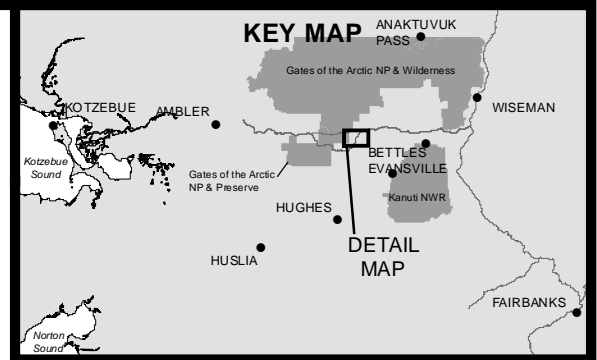 KEY MAP
ANAKTUVUK
PASS
Gates of the Arctic NP & Wilderness
WISEMAN
KOTZEBUE
AMBLER
Kotzebue
Sound
BETTLES
EVANSVILLE
Gates of the Arctic
NP & Preserve
Kanuti NWR
HUGHES
DETAIL
MAP
HUSLIA
FAIRBANKS
Norton
Sound